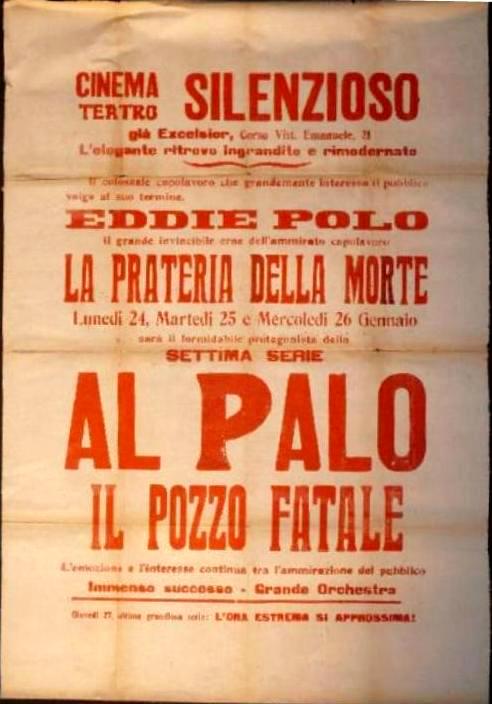 CINEMA
TEATRO SILENZIOSO
già Excelsior, Corso Vitt. Emanuele, 21
L'elegante ritrovo ingrandito e rimodernato
Il colossale capolavoro che grandemente interessa il pubblico
volge al suo termine.
EDDIE POLO
il grande invincibile eroe dell'ammirato capolavoro
LA PRATERIA DELLA MORTE
Lunedì 24, Martedì 25 e Mercoledì 26 Gennaio
sarà il formidabile protagonista della
SETTIMA SERIE
AL PALO
IL POZZO FATALE
L'emozione e l'interesse continua tra l'ammirazione del pubblico
Immenso successo - Grande Orchestra
Giovedì 27, ultima grandiosa serie: L'ORA ESTREMA SI APPROSSIMA!